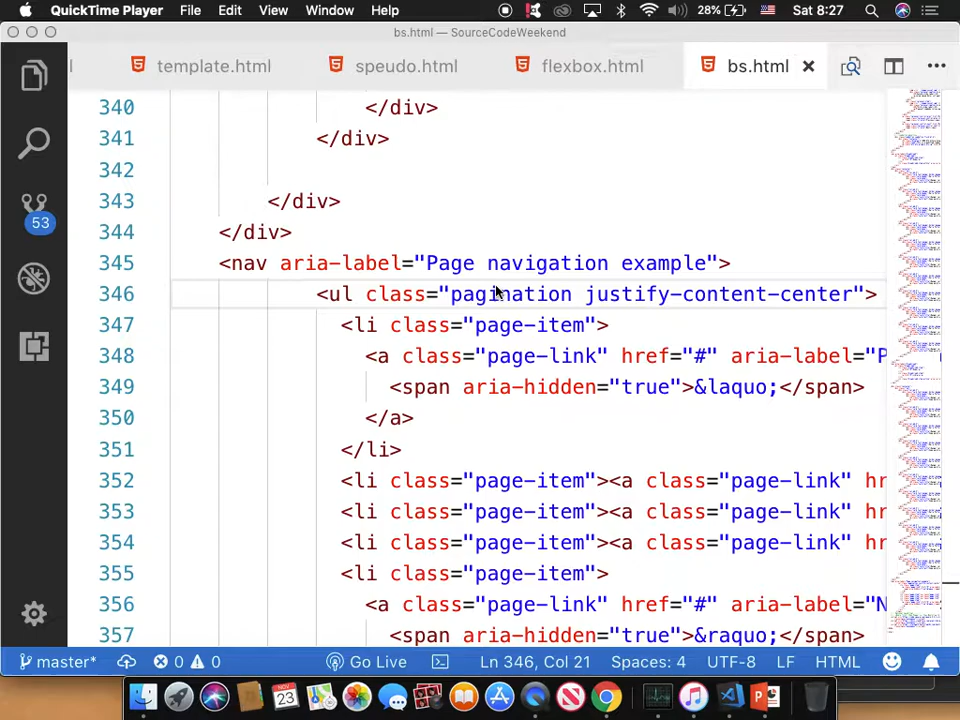 QuickTime Player File Edit View Window Help 28% Sat 8:27
bs.html — SourceCodeWeekend
l template.html speudo.html flexbox.html bs.html
340 </div>
341 </div>
342
343 </div>
344 </div>
345 <nav aria-label="Page navigation example">
346 <ul class="pagination justify-content-center">
347 <li class="page-item">
348 <a class="page-link" href="#" aria-label="P
349 <span aria-hidden="true">&laquo;</span>
350 </a>
351 </li>
352 <li class="page-item"><a class="page-link" hr
353 <li class="page-item"><a class="page-link" hr
354 <li class="page-item"><a class="page-link" hr
355 <li class="page-item">
356 <a class="page-link" href="#" aria-label="N
357 <span aria-hidden="true">&raquo;</span>
53
master* 0 0 Go Live Ln 346, Col 21 Spaces: 4 UTF-8 LF HTML
NOV
23